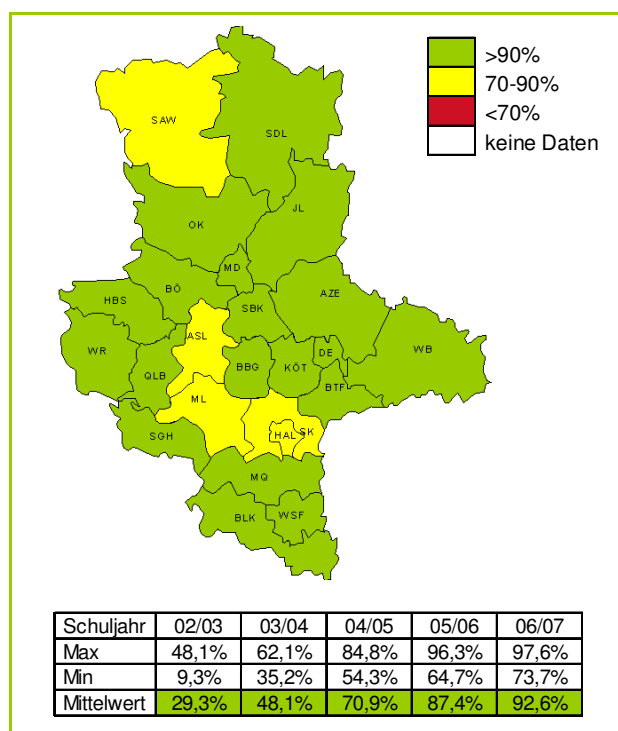 >90%
70-90%
<70%
keine Daten
SAW
SDL
JL
OK
MD
BÖ
AZE
HBS
SBK
ASL
WB
WR
DE
BBG
KÖT
QLB
BTF
ML
SK
HAL
SGH
MQ
BLK
WSF
Schuljahr 02/03 03/04 04/05 05/06 06/07
Max 48,1% 62,1% 84,8% 96,3% 97,6%
Min 9,3% 35,2% 54,3% 64,7% 73,7%
Mittelwert 29,3% 48,1% 70,9% 87,4% 92,6%